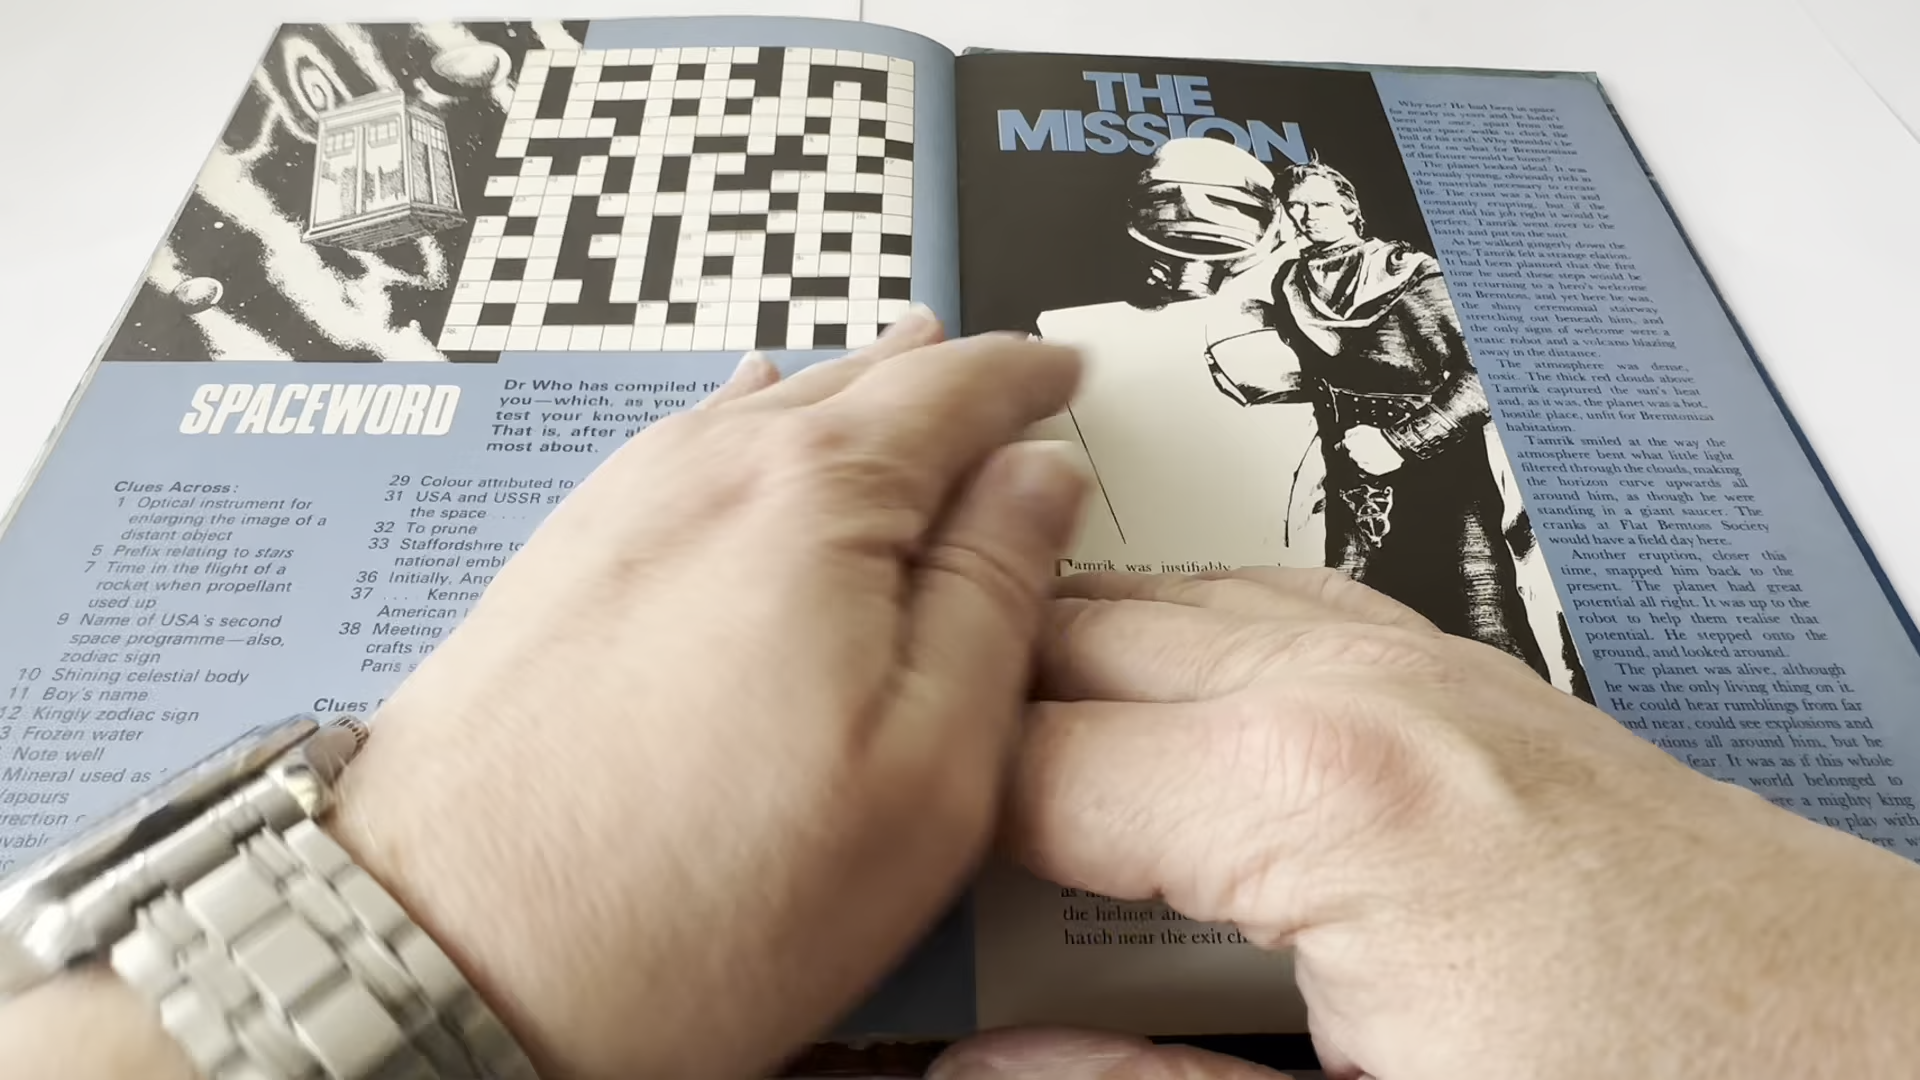 SPACEWORD
Dr Who has compiled
you—which, as you
test your
That is, after
most about.
Clues Across:
1 Optical instrument for
enlarging the image of a
distant object
5 Prefix relating to stars
7 Time in the flight of a
rocket when propellant
used up
9 Name of USA's second
space programme—also,
zodiac sign
10 Shining celestial body
11 Boy's name
12 Kingly zodiac sign
3 Frozen water
Note well
Mineral used as
29 Colour attributed to
31 USA and USSR
the space ....
32 To prune
33 Staffordshire
national
36 Initially,
37 ....
American
38 Meeting
crafts in
Paris
Clues
THE
MISSION
Tamrik was justifiably
the helmet
hatch near the exit
Why not? He had been in space
for nearly six years and he hadn't
been out once, apart from the
regular space walks to check the
hull of his craft. Why shouldn't he
set foot on what for Bremtonians
of the future would be home?
The planet looked ideal. It was
obviously young, obviously rich in
the materials necessary to create
life. The crust was a bit thin and
constantly erupting, but if the
robot did his job right it would be
perfect. Tamrik went over to the
hatch and put on the suit.
As he walked gingerly down the
steps, Tamrik felt a strange elation.
It had been planned that the first
time he used these steps would be
on returning to a hero's welcome
on Bremtoss, and yet here he was,
the shiny ceremonial stairway
stretching out beneath him, and
the only signs of welcome were a
static robot and a volcano blazing
away in the distance.
The atmosphere was dense,
toxic. The thick red clouds above
Tamrik captured the sun's heat
and, as it was, the planet was a hot,
hostile place, unfit for Bremtonian
habitation.
Tamrik smiled at the way the
atmosphere bent what little light
filtered through the clouds, making
the horizon curve upwards all
around him, as though he were
standing in a giant saucer. The
cranks at Flat Bemtoss Society
would have a field day here.
Another eruption, closer this
time, snapped him back to the
present. The planet had great
potential all right. It was up to the
robot to help them realise that
potential. He stepped onto the
ground, and looked around.
The planet was alive, although
he was the only living thing on it.
He could hear rumblings from far
and near, could see explosions and
all around him, but he
fear. It was as if this whole
world belonged to
a mighty king
to play with